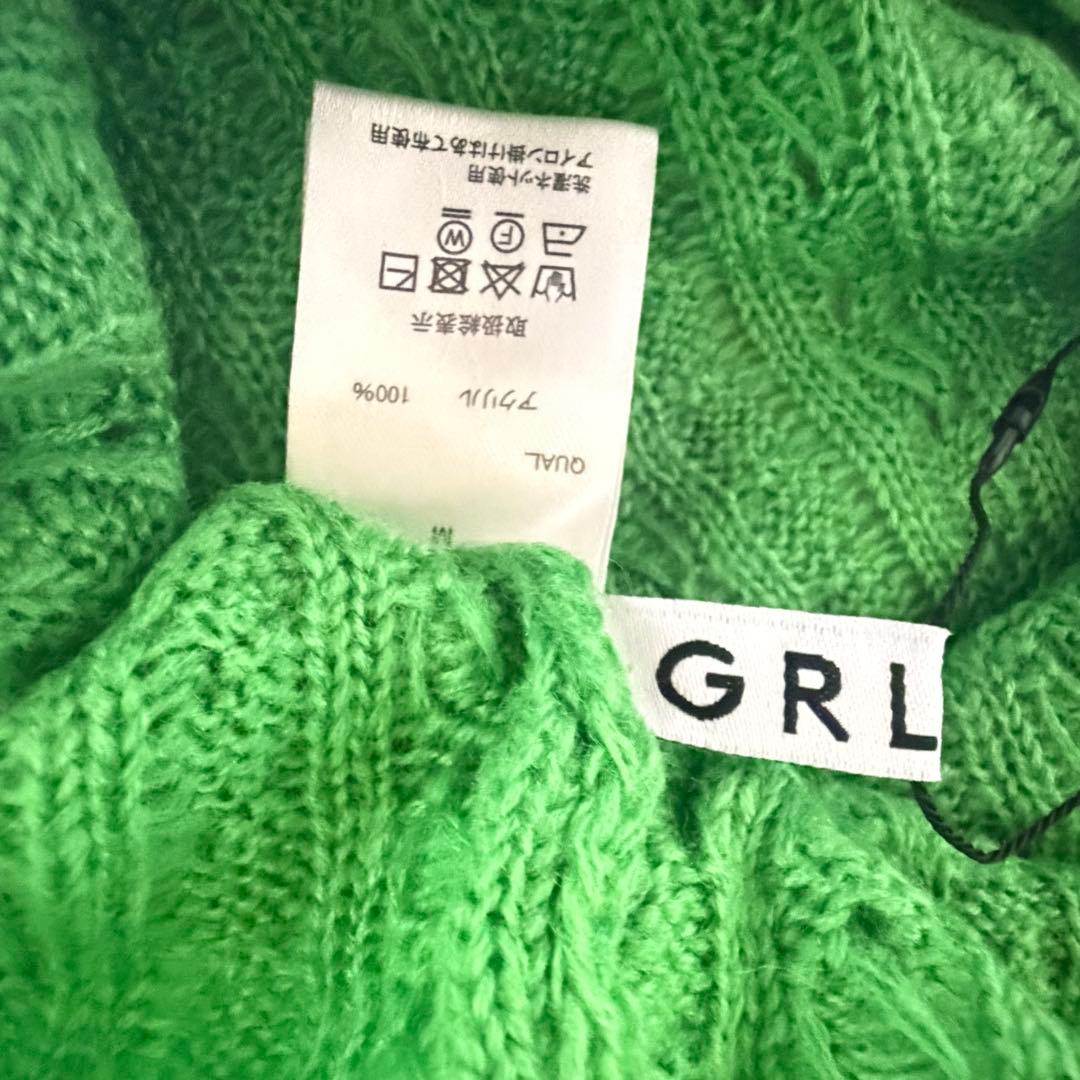 M
QUAL
アクリル 100%
取扱絵表示
F W
洗濯ネット使用
アイロン掛けはあて布使用
GRL